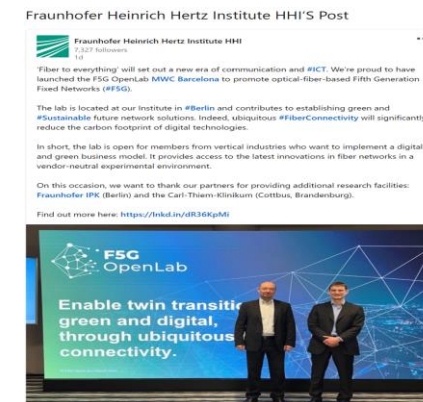 Fraunhofer Heinrich Hertz Institute HHI'S Post
Fraunhofer Heinrich Hertz Institute HHI
7,327 followers
1d
'Fiber to everything' will set out a new era of communication and #ICT. We're proud to have
launched the F5G OpenLab MWC Barcelona to promote optical-fiber-based Fifth Generation
Fixed Networks (#F5G).
The lab is located at our Institute in #Berlin and contributes to establishing green and
#Sustainable future network solutions. Indeed, ubiquitous #FiberConnectivity will significantly
reduce the carbon footprint of digital technologies.
In short, the lab is open for members from vertical industries who want to implement a digital
and green business model. It provides access to the latest innovations in fiber networks in a
vendor-neutral experimental environment.
On this occasion, we want to thank our partners for providing additional research facilities:
Fraunhofer IPK (Berlin) and the Carl-Thiem-Klinikum (Cottbus, Brandenburg).
Find out more here: https://lnkd.in/dR36KpMi
F5G
OpenLab
Enable twin transitio
green and digital,
through ubiquitous
connectivity.